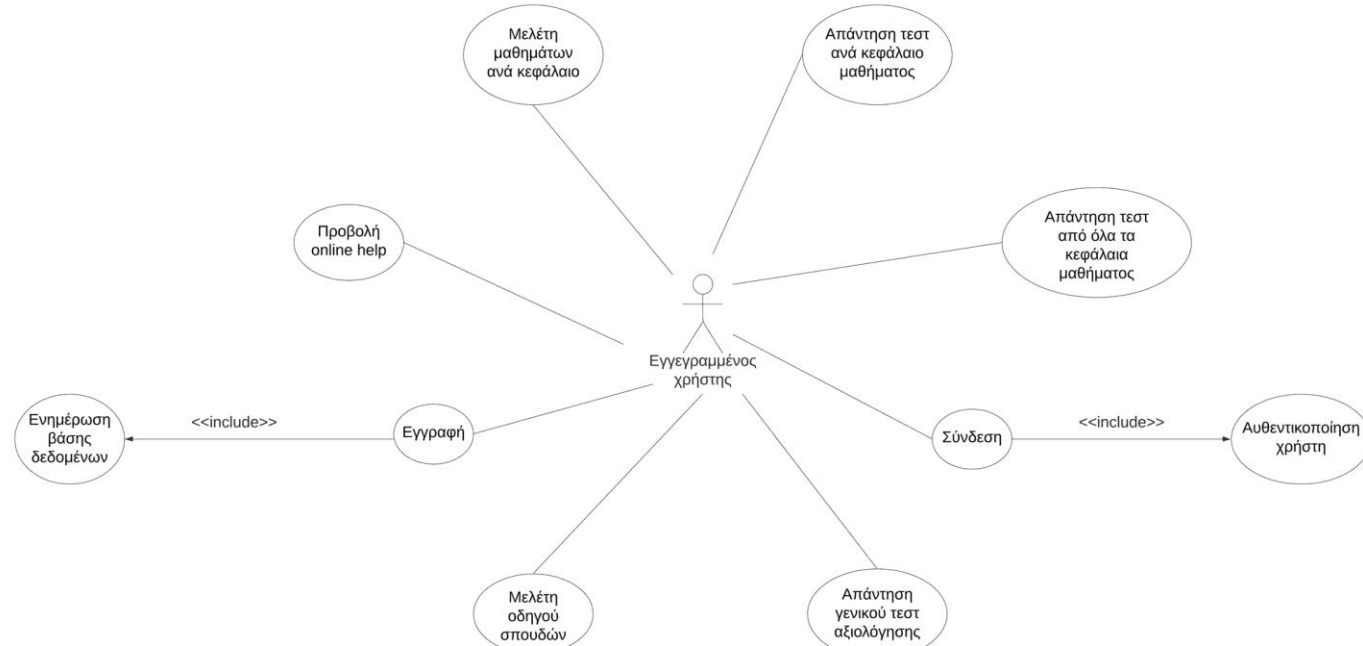 Μελέτη
μαθημάτων
ανά κεφάλαιο
Απάντηση τεστ
ανά κεφάλαιο
μαθήματος
Προβολή
online help
Απάντηση τεστ
από όλα τα
κεφάλαια
μαθήματος
Εγγεγραμμένος
χρήστης
Ενημέρωση
βάσης
δεδομένων
<<include>>
Εγγραφή
Σύνδεση
<<include>>
Αυθεντικοποίηση
χρήστη
Μελέτη
οδηγού
σπουδών
Απάντηση
γενικού τεστ
αξιολόγησης